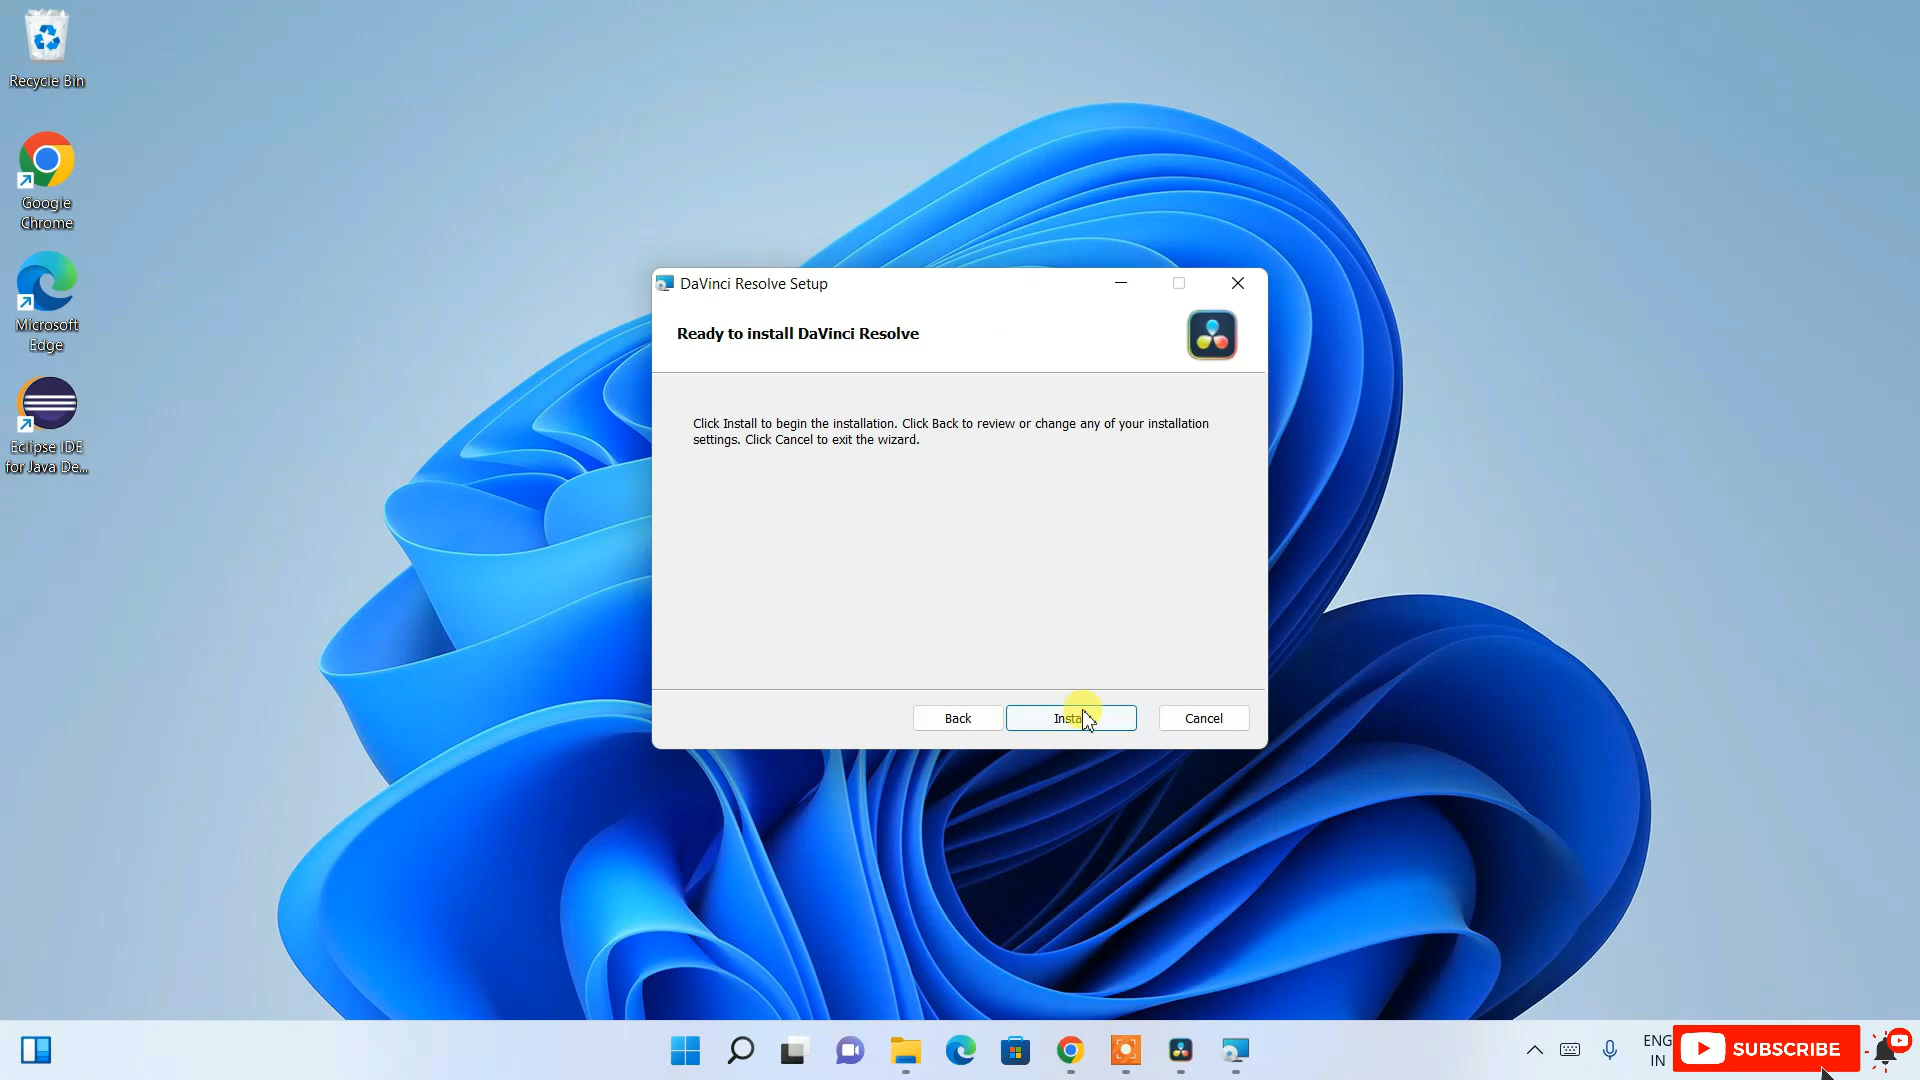 Recycle Bin
Google
Chrome
Microsoft
Edge
Eclipse IDE
for Java De...
DaVinci Resolve Setup
Ready to install DaVinci Resolve
Click Install to begin the installation. Click Back to review or change any of your installation
settings. Click Cancel to exit the wizard.
Back
Install
Cancel
ENG
IN
SUBSCRIBE